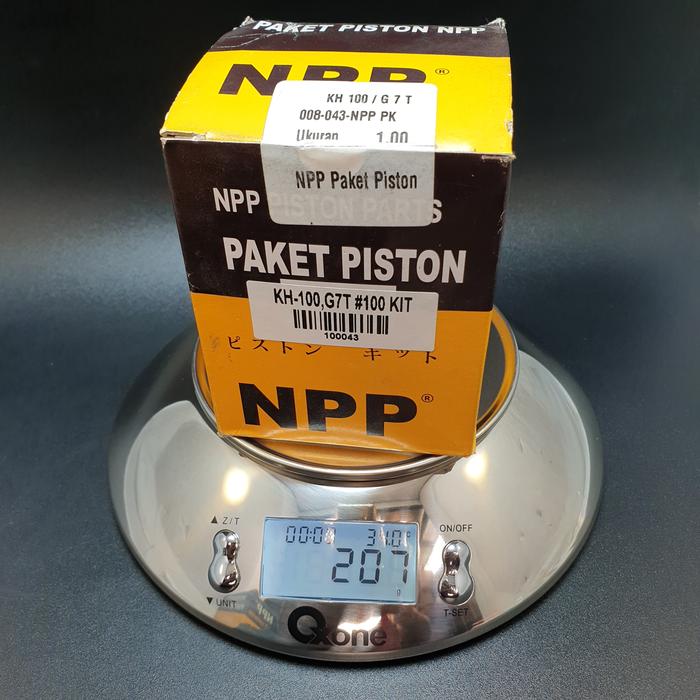 PAKET PISTON NPP
NPP®
KH 100 / G 7 T
008-043-NPP PK
Ukuran 1.00
NPP Paket Piston
NPP PISTON PARTS
PAKET PISTON
KH-100,G7T #100 KIT
100043
ピストン キット
NPP®
▲ Z/T
▼ UNIT
ON/OFF
T-SET
207
g
Oxone